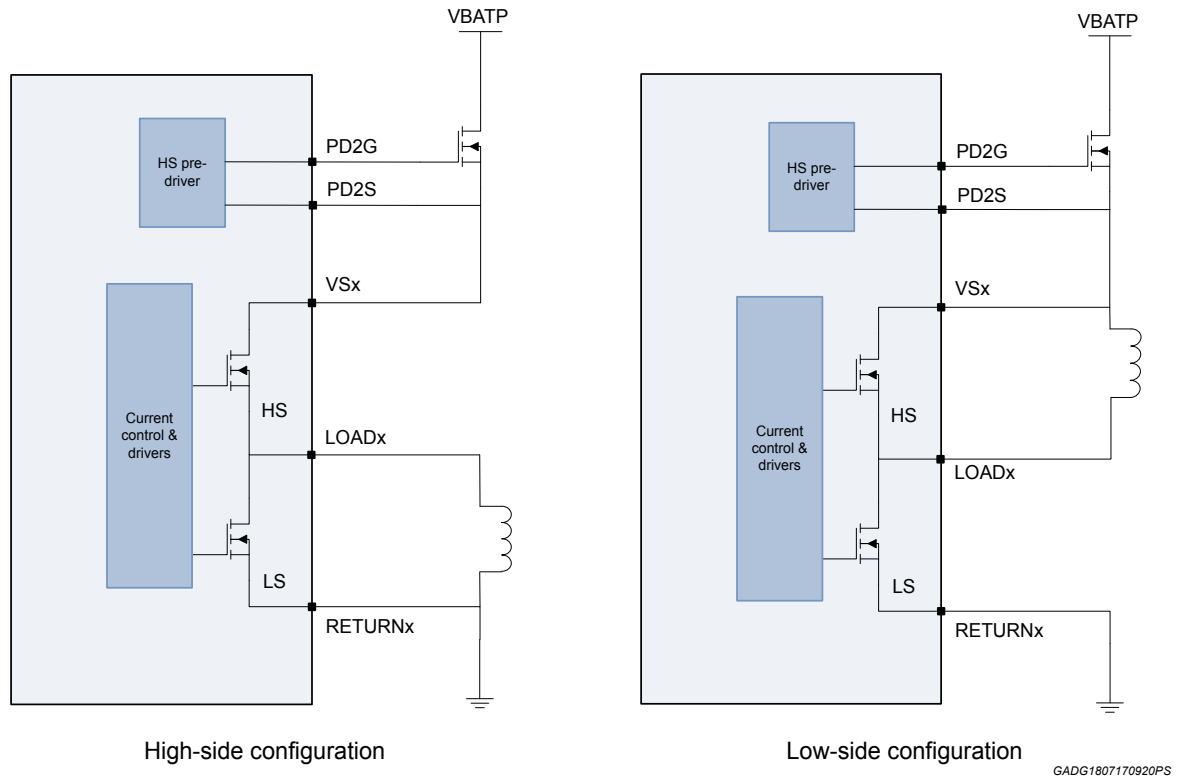 VBATP
HS pre-
driver
PD2G
PD2S
VSx
HS
Current
control &
drivers
LOADx
LS
RETURNx
High-side configuration
VBATP
HS pre-
driver
PD2G
PD2S
VSx
HS
Current
control &
drivers
LOADx
LS
RETURNx
Low-side configuration
GADG1807170920PS